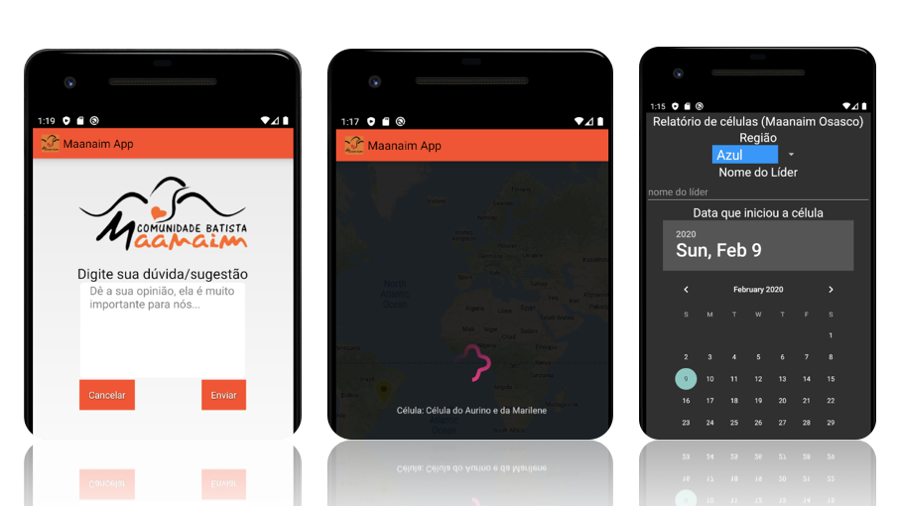 1:19
Maanaim App
COMUNIDADE BATISTA
Maanaim
Digite sua dúvida/sugestão
Dê a sua opinião, ela é muito
importante para nós...
Cancelar
Enviar
1:17
Maanaim App
North
Atlantic
Ocean
Célula: Célula do Aurino e da Marilene
1:15
Relatório de células (Maanaim Osasco)
Região
Azul
Nome do Líder
nome do líder
Data que iniciou a célula
2020
Sun, Feb 9
February 2020
S M T W T F S
1
2 3 4 5 6 7 8
9 10 11 12 13 14 15
16 17 18 19 20 21 22
23 24 25 26 27 28 29